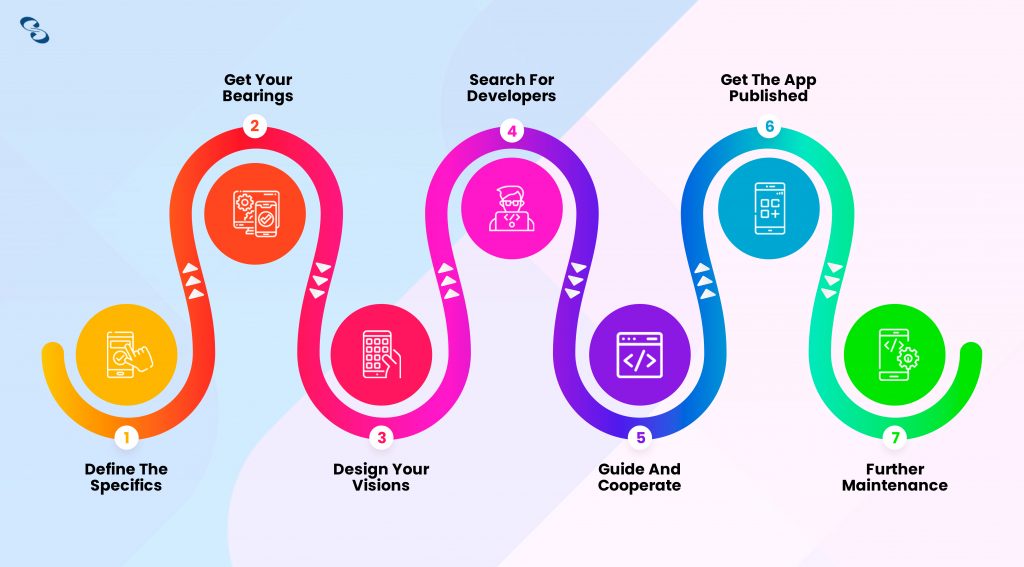 Get Your
Bearings
2
Search For
Developers
4
Get The App
Published
6
1
Define The
Specifics
3
Design Your
Visions
5
Guide And
Cooperate
7
Further
Maintenance